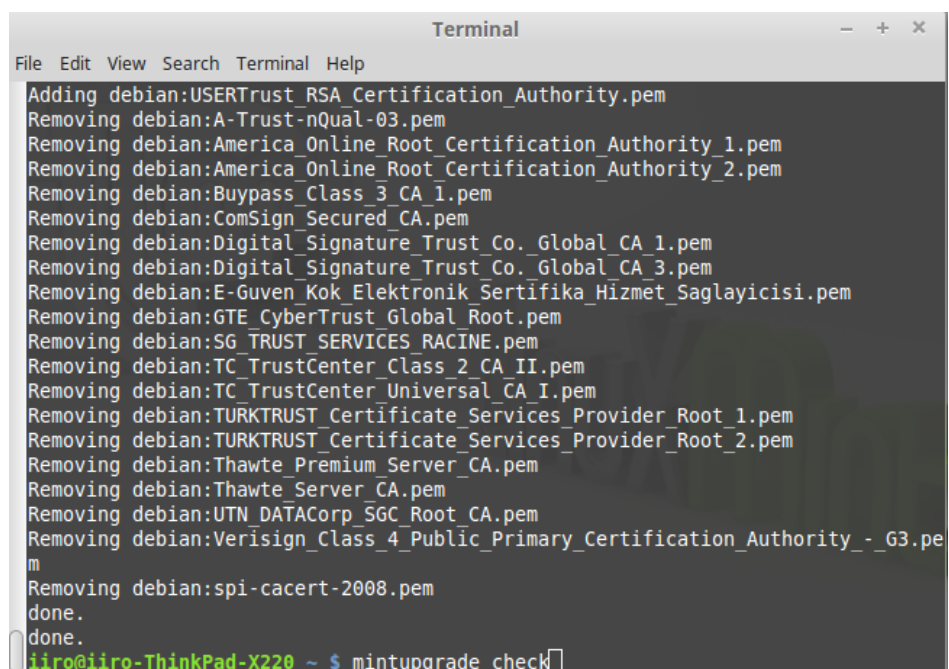 Terminal
File Edit View Search Terminal Help
Adding debian:USERTrust_RSA_Certification_Authority.pem
Removing debian:A-Trust-nQual-03.pem
Removing debian:America_Online_Root_Certification_Authority_1.pem
Removing debian:America_Online_Root_Certification_Authority_2.pem
Removing debian:Buypass_Class_3_CA_1.pem
Removing debian:ComSign_Secured_CA.pem
Removing debian:Digital_Signature_Trust_Co._Global_CA_1.pem
Removing debian:Digital_Signature_Trust_Co._Global_CA_3.pem
Removing debian:E-Guven_Kok_Elektronik_Sertifika_Hizmet_Saglayicisi.pem
Removing debian:GTE_CyberTrust_Global_Root.pem
Removing debian:SG_TRUST_SERVICES_RACINE.pem
Removing debian:TC_TrustCenter_Class_2_CA_II.pem
Removing debian:TC_TrustCenter_Universal_CA_I.pem
Removing debian:TURKTRUST_Certificate_Services_Provider_Root_1.pem
Removing debian:TURKTRUST_Certificate_Services_Provider_Root_2.pem
Removing debian:Thawte_Premium_Server_CA.pem
Removing debian:Thawte_Server_CA.pem
Removing debian:UTN_DATACorp_SGC_Root_CA.pem
Removing debian:Verisign_Class_4_Public_Primary_Certification_Authority_-_G3.pe
m
Removing debian:spi-cacert-2008.pem
done.
done.
iiro@iiro-ThinkPad-X220 ~ $ mintupgrade check